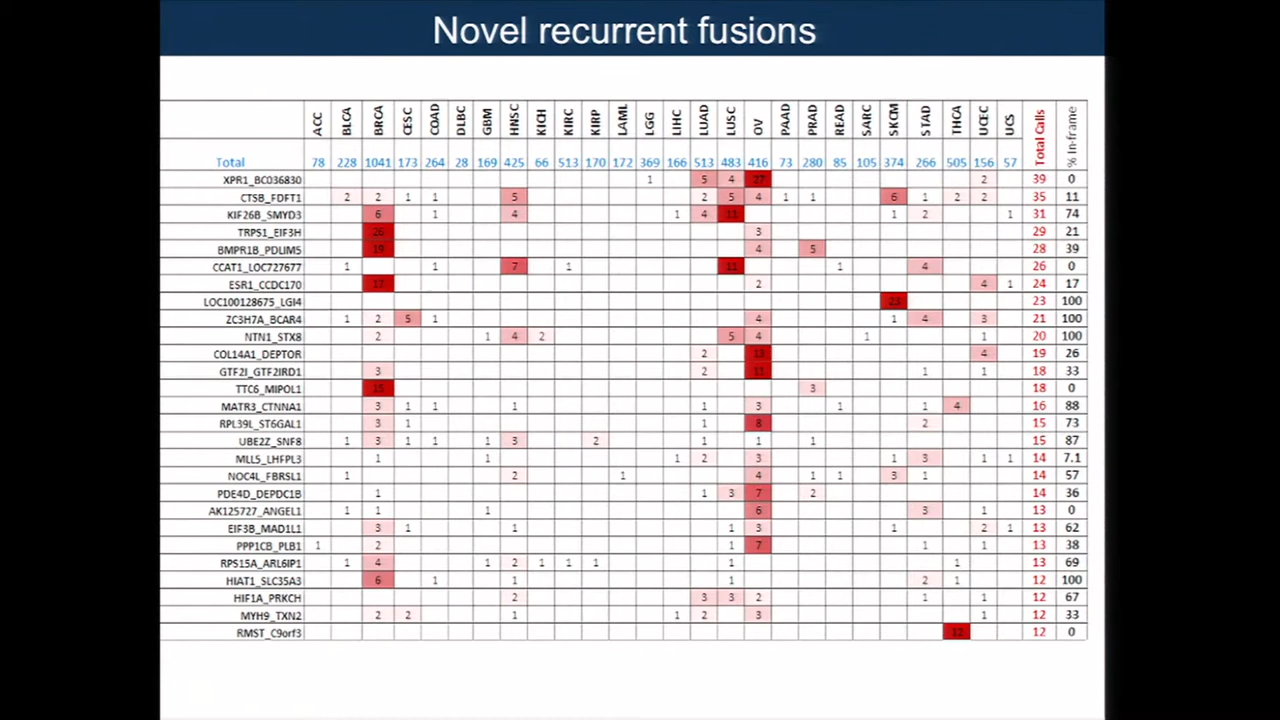 Novel recurrent fusions
ACC BLCA BRCA CESC COAD DLBC GBM HNSC KICH KIRC KIRP LAML LGG LIHC LUAD LUSC OV PAAD PRAD READ SARC SKCM STAD THCA UCEC UCS Total Calls % In-frame
Total 78 228 1041 173 264 28 169 425 66 513 170 172 369 166 513 483 416 73 280 85 105 374 266 505 156 57
XPR1_BC036830 1 5 4 27 2 39 0
CTSB_FDFT1 2 2 1 1 5 2 5 4 1 1 6 1 2 2 35 11
KIF26B_SMYD3 6 1 4 1 4 11 1 2 1 31 74
TRPS1_EIF3H 26 3 29 21
BMPR1B_PDLIM5 19 4 5 28 39
CCAT1_LOC727677 1 1 7 1 11 1 4 26 0
ESR1_CCDC170 17 2 4 1 24 17
LOC100128675_LGI4 23 23 100
ZC3H7A_BCAR4 1 2 5 1 4 1 4 3 21 100
NTN1_STX8 2 1 4 2 5 4 1 1 20 100
COL14A1_DEPTOR 2 13 4 19 26
GTF2I_GTF2IRD1 3 2 11 1 1 18 33
TTC6_MIPOL1 15 3 18 0
MATR3_CTNNA1 3 1 1 1 1 3 1 1 4 16 88
RPL39L_ST6GAL1 3 1 1 8 2 15 73
UBE2Z_SNF8 1 3 1 1 1 3 2 1 1 1 15 87
MLL5_LHFPL3 1 1 1 2 3 1 3 1 1 14 7.1
NOC4L_FBRSL1 1 2 1 4 1 1 3 1 14 57
PDE4D_DEPDC1B 1 1 3 7 2 14 36
AK125727_ANGEL1 1 1 1 6 3 1 13 0
EIF3B_MAD1L1 3 1 1 1 3 1 2 1 13 62
PPP1CB_PLB1 1 2 1 7 1 1 13 38
RPS15A_ARL6IP1 1 4 1 2 1 1 1 1 1 13 69
HIAT1_SLC35A3 6 1 1 1 2 1 12 100
HIF1A_PRKCH 2 3 3 2 1 1 12 67
MYH9_TXN2 2 2 1 1 2 3 1 12 33
RMST_C9orf3 12 12 0